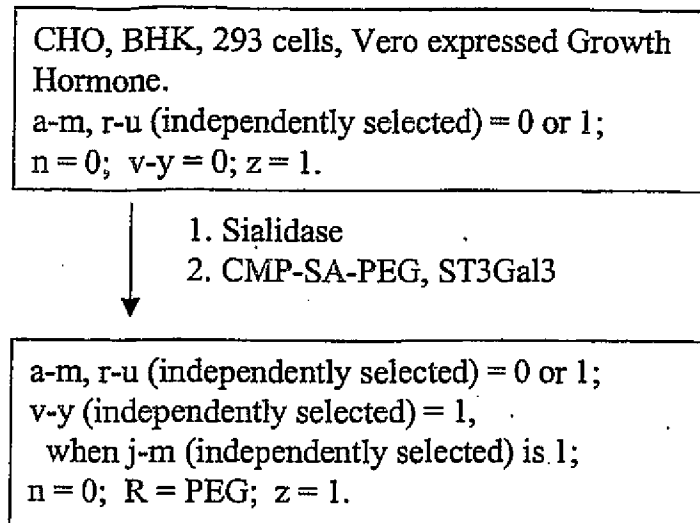 CHO, BHK, 293 cells, Vero expressed Growth
Hormone.
a-m, r-u (independently selected) = 0 or 1;
n = 0; v-y = 0; z = 1.
1. Sialidase
2. CMP-SA-PEG, ST3Gal3
a-m, r-u (independently selected) = 0 or 1;
v-y (independently selected) = 1,
when j-m (independently selected) is 1;
n = 0; R = PEG; z = 1.